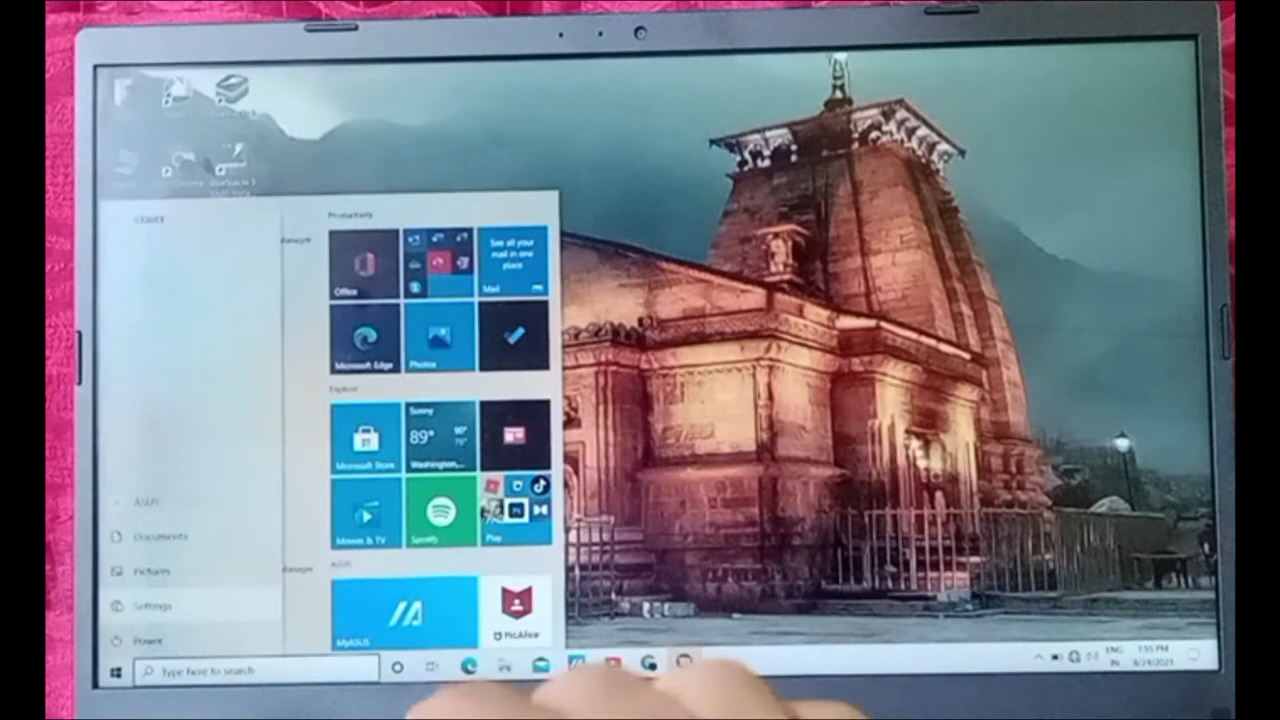 Productivity
Manager
Office
See all your
mail in one
place
Mail
Microsoft Edge
Photos
Explore
Microsoft Store
Sunny
89°
90°
Washington,...
Movies & TV
Spotify
Play
ASUS
Documents
Pictures
Manager
ASUS
Settings
Power
MyASUS
McAfee
Type here to search
ENG
IN
1:55 PM
8/24/2021